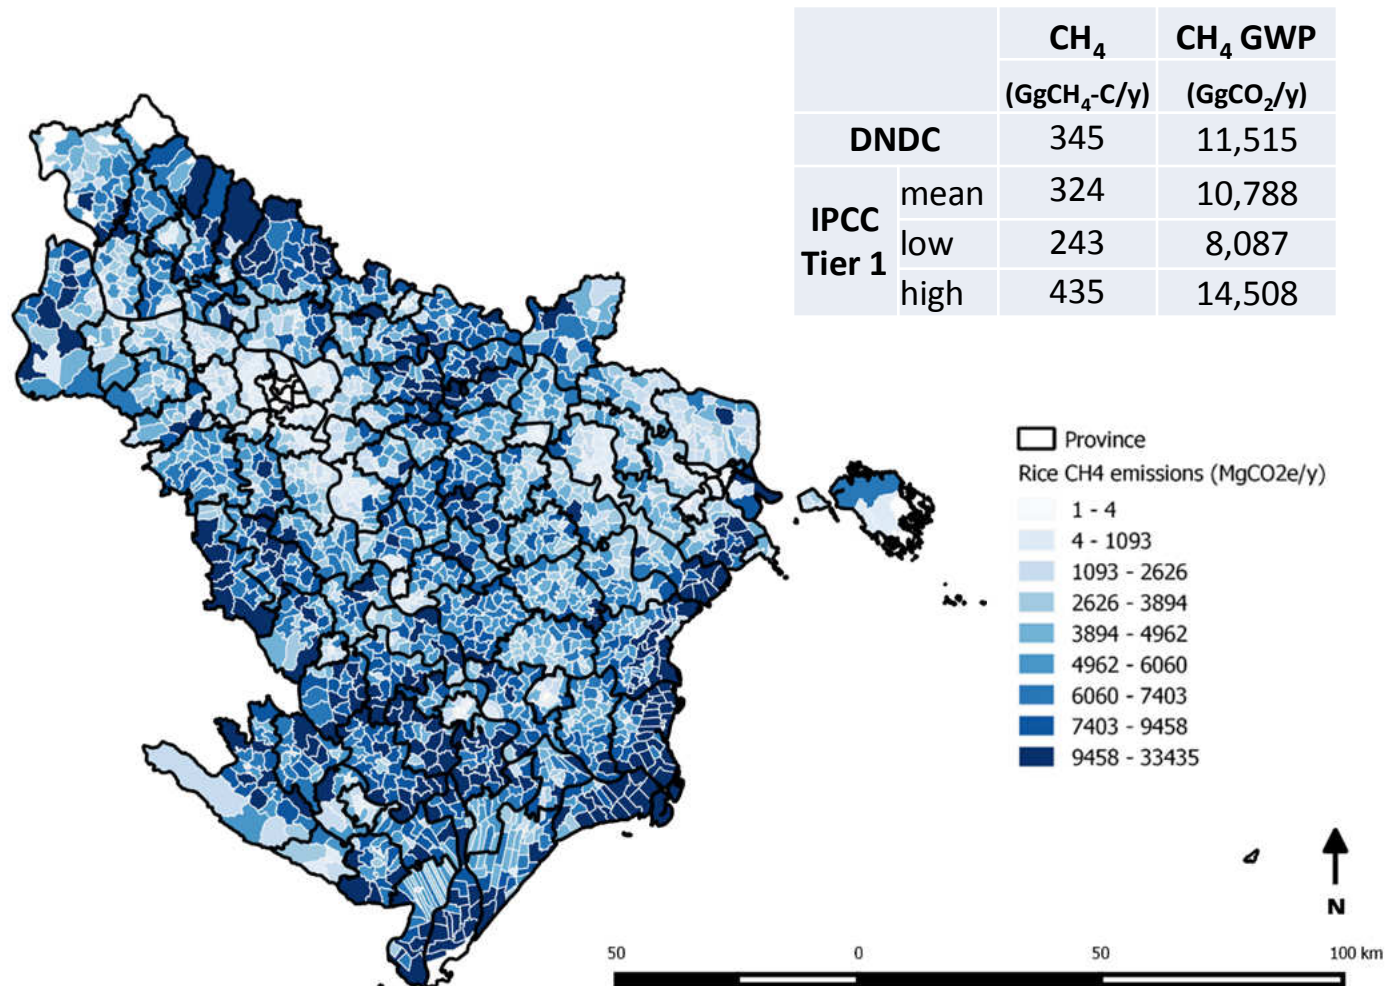 CH₄ CH₄ GWP
(GgCH₄-C/y) (GgCO₂/y)
DNDC 345 11,515
IPCC Tier 1 mean 324 10,788
low 243 8,087
high 435 14,508
Province
Rice CH4 emissions (MgCO2e/y)
1 - 4
4 - 1093
1093 - 2626
2626 - 3894
3894 - 4962
4962 - 6060
6060 - 7403
7403 - 9458
9458 - 33435
N
50 0 50 100 km